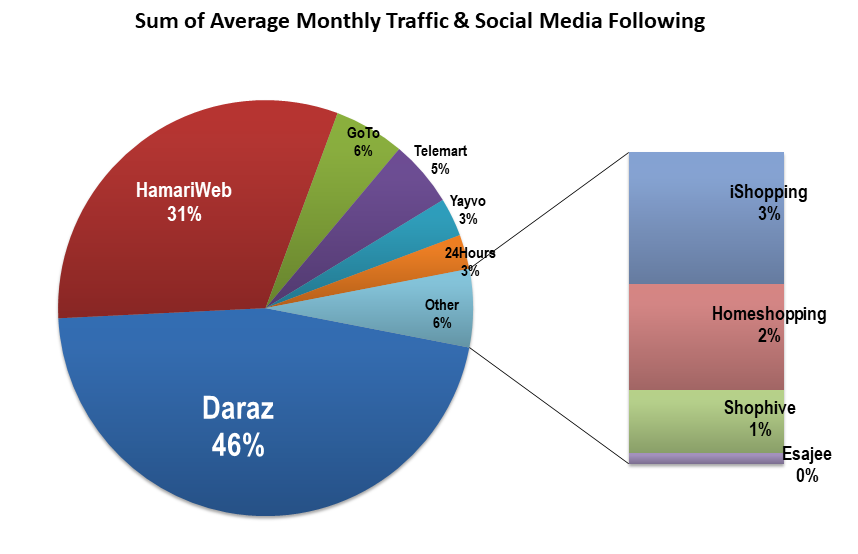 Sum of Average Monthly Traffic & Social Media Following
GoTo
6%
Telemart
5%
HamariWeb
31%
Yayvo
3%
24Hours
3%
Other
6%
Daraz
46%
iShopping
3%
Homeshopping
2%
Shophive
1%
Esajee
0%